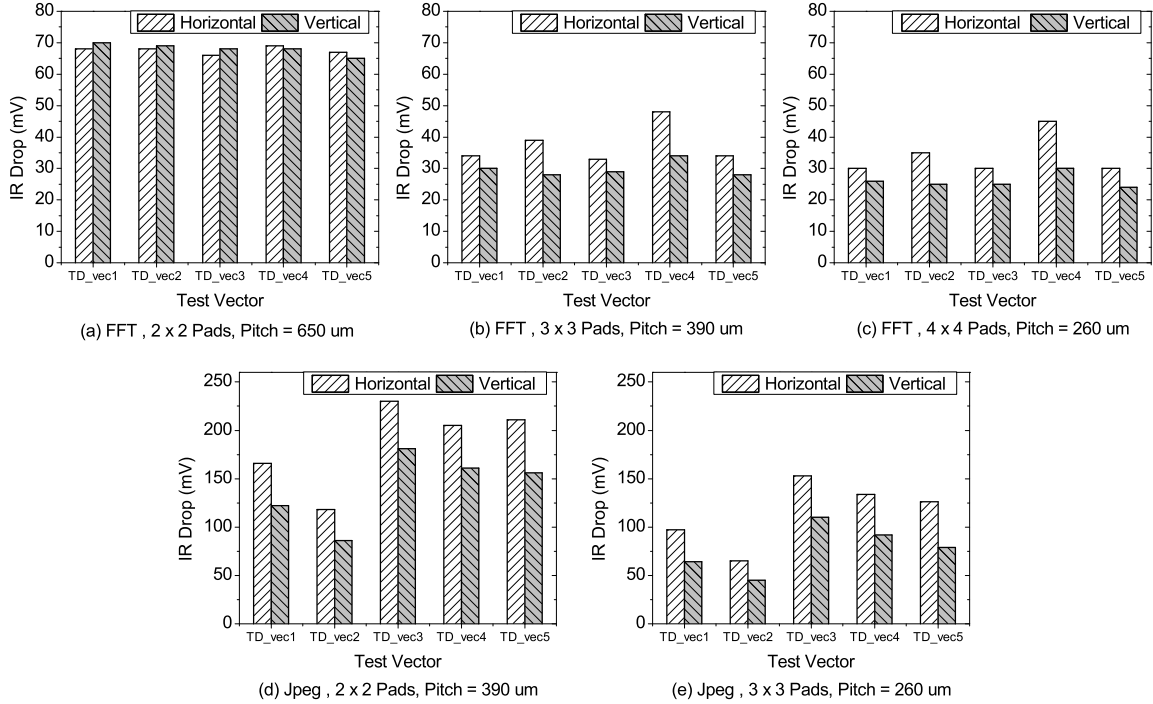 Horizontal Vertical
80
70
60
50
40
30
20
10
0
IR Drop (mV)
TD_vec1 TD_vec2 TD_vec3 TD_vec4 TD_vec5
Test Vector
(a) FFT , 2 x 2 Pads, Pitch = 650 um
Horizontal Vertical
80
70
60
50
40
30
20
10
0
IR Drop (mV)
TD_vec1 TD_vec2 TD_vec3 TD_vec4 TD_vec5
Test Vector
(b) FFT , 3 x 3 Pads, Pitch = 390 um
Horizontal Vertical
80
70
60
50
40
30
20
10
0
IR Drop (mV)
TD_vec1 TD_vec2 TD_vec3 TD_vec4 TD_vec5
Test Vector
(c) FFT , 4 x 4 Pads, Pitch = 260 um
Horizontal Vertical
250
200
150
100
50
0
IR Drop (mV)
TD_vec1 TD_vec2 TD_vec3 TD_vec4 TD_vec5
Test Vector
(d) Jpeg , 2 x 2 Pads, Pitch = 390 um
Horizontal Vertical
250
200
150
100
50
0
IR Drop (mV)
TD_vec1 TD_vec2 TD_vec3 TD_vec4 TD_vec5
Test Vector
(e) Jpeg , 3 x 3 Pads, Pitch = 260 um